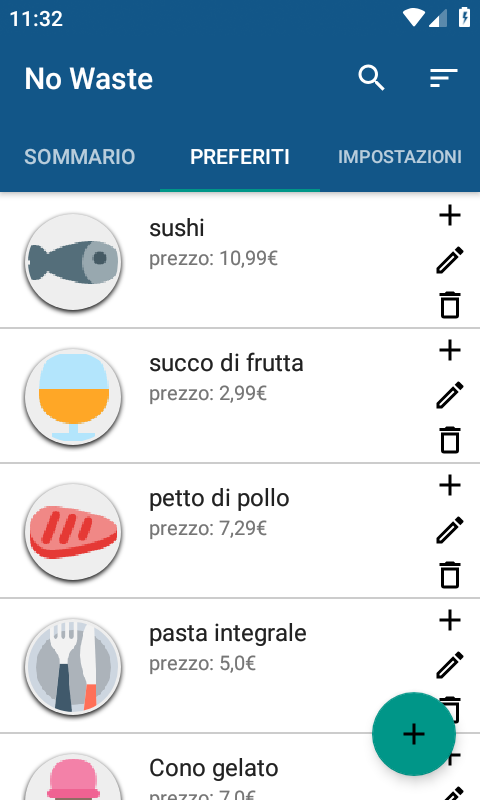 11:32
No Waste
SOMMARIO PREFERITI IMPOSTAZIONI
sushi
prezzo: 10,99€
succo di frutta
prezzo: 2,99€
petto di pollo
prezzo: 7,29€
pasta integrale
prezzo: 5,0€
Cono gelato
prezzo: 7,0€